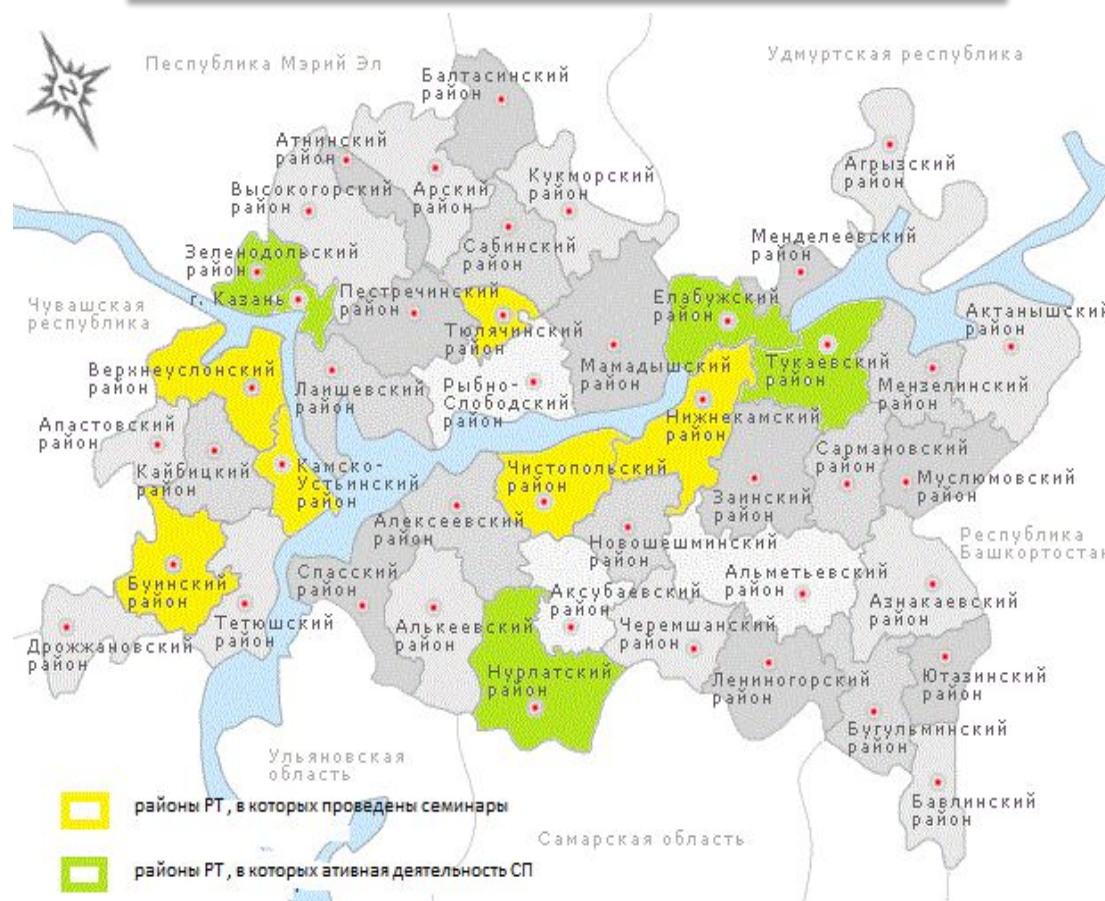 Песпублика Мэрий Эл
Удмуртская республика
Балтасинский
район
Атнинский
район
Агрызский
район
Высокогорский
район
Арский
район
Кукморский
район
Зеленодольский
район
Сабинский
район
Менделеевский
район
г. Казань
Пестречинский
район
Елабужский
район
Чувашская
республика
Тюлячинский
район
Актанышский
район
Верхнеуслонский
район
Лаишевский
район
Рыбно-
Слободский
район
Мамадышский
район
Тукаевский
район
Мензелинский
район
Апастовский
район
Нижнекамский
район
Кайбицкий
район
Камско-
Устьинский
район
Чистопольский
район
Сармановский
район
Заинский
район
Муслюмовский
район
Алексеевский
район
Новошешминский
район
Республика
Башкортостан
Буинский
район
Спасский
район
Аксубаевский
район
Альметьевский
район
Азнакаевский
район
Тетюшский
район
Алькеевский
Черемшанский
район
Дрожжановский
район
Нурлатский
район
Лениногорский
район
Ютазинский
район
Бугульминский
район
Ульяновская
область
Бавлинский
район
районы РТ, в которых проведены семинары
Самарская область
районы РТ, в которых ативная деятельность СП